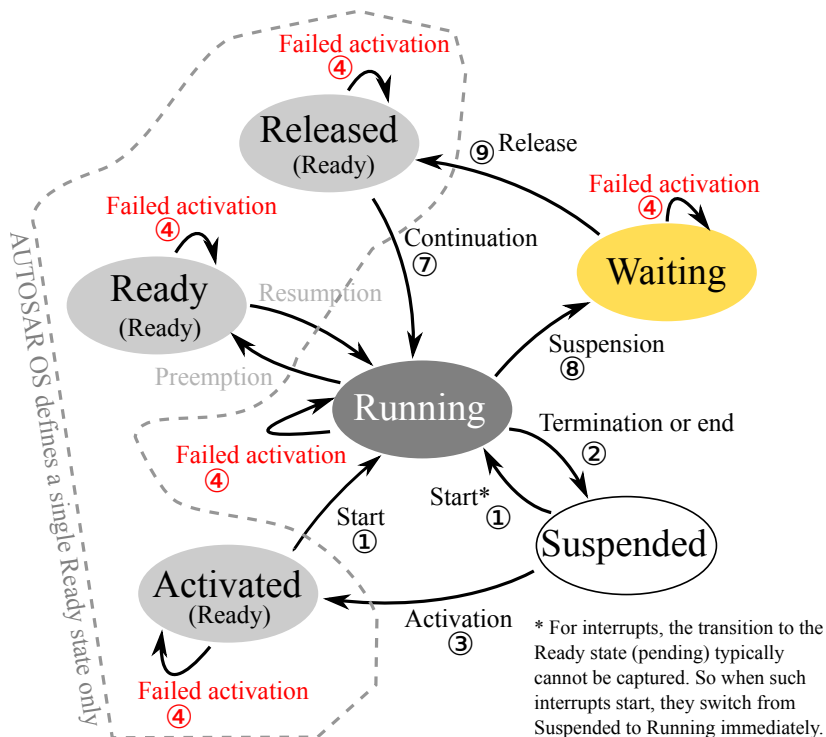 Failed activation
④
Released
(Ready)
⑨ Release
Failed activation
④
Waiting
Failed activation
④
Ready
(Ready)
Continuation
⑦
Resumption
Preemption
Suspension
⑧
Running
Failed activation
④
Termination or end
②
Start
①
Start*
①
Suspended
Activated
(Ready)
Activation
③
Failed activation
④
AUTOSAR OS defines a single Ready state only
* For interrupts, the transition to the
Ready state (pending) typically
cannot be captured. So when such
interrupts start, they switch from
Suspended to Running immediately.